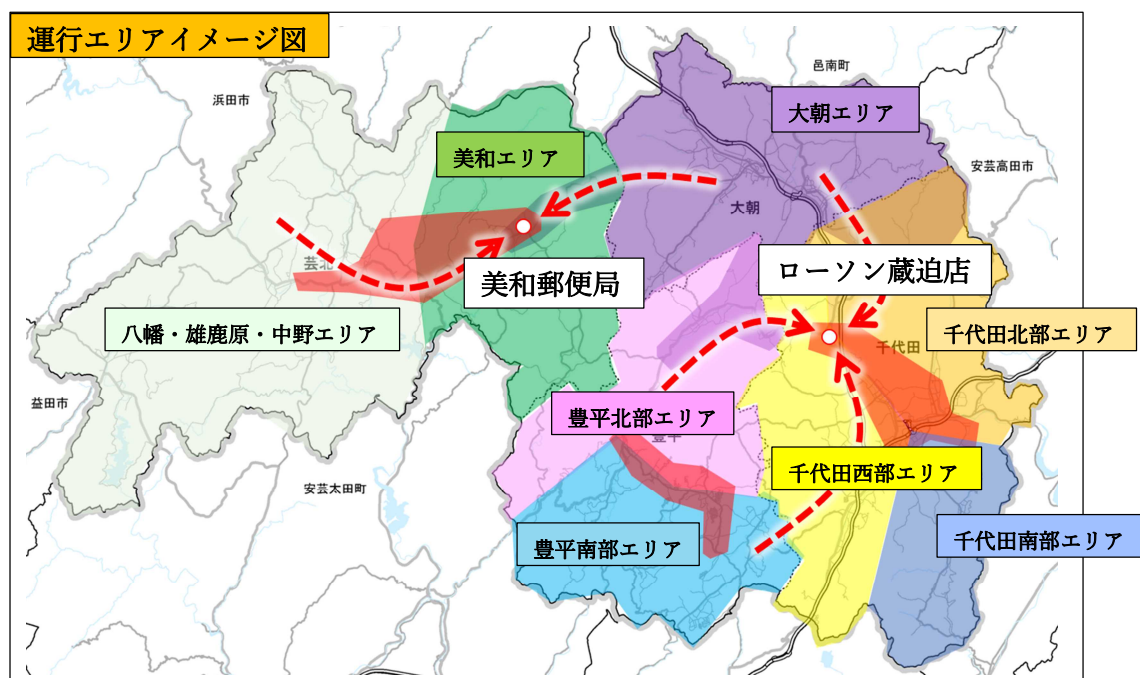 運行エリアイメージ図
邑南町
浜田市
大朝エリア
美和エリア
安芸高田市
大朝
芸北
美和郵便局
ローソン蔵迫店
八幡・雄鹿原・中野エリア
千代田北部エリア
千代田
益田市
豊平北部エリア
豊平
千代田西部エリア
安芸太田町
豊平南部エリア
千代田南部エリア